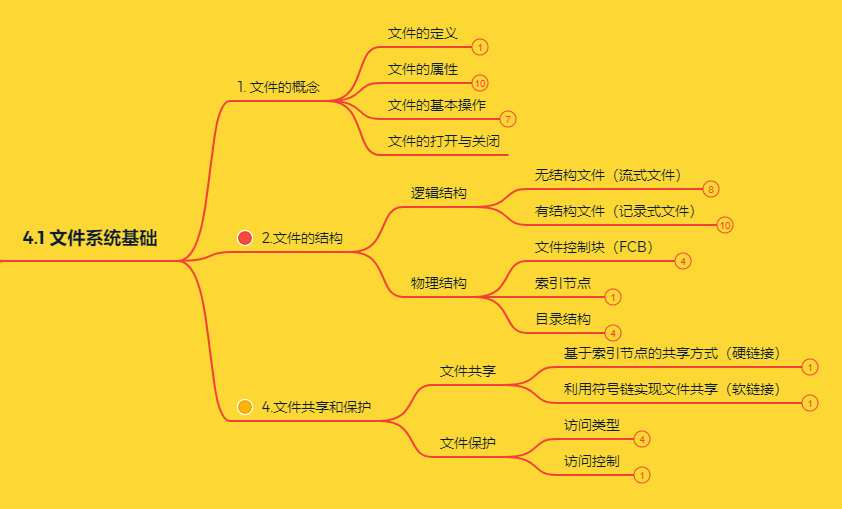 4.1 文件系统基础
1. 文件的概念
文件的定义
1
文件的属性
10
文件的基本操作
7
文件的打开与关闭
2.文件的结构
逻辑结构
无结构文件（流式文件）
8
有结构文件（记录式文件）
10
物理结构
文件控制块（FCB）
4
索引节点
1
目录结构
4
4.文件共享和保护
文件共享
基于索引节点的共享方式（硬链接）
1
利用符号链实现文件共享（软链接）
1
文件保护
访问类型
4
访问控制
1